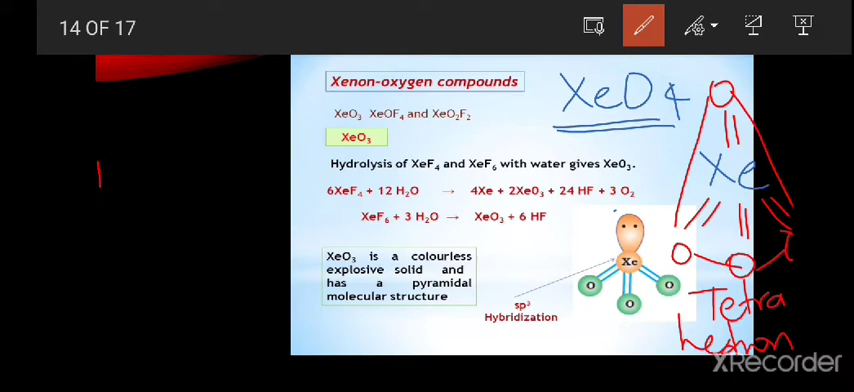 14 OF 17
Xenon-oxygen compounds
XeO4
XeO₃ XeOF₄ and XeO₂F₂
XeO₃
Hydrolysis of XeF₄ and XeF₆ with water gives XeO₃.
6XeF₄ + 12 H₂O → 4Xe + 2XeO₃ + 24 HF + 3 O₂
XeF₆ + 3 H₂O → XeO₃ + 6 HF
XeO₃ is a colourless
explosive solid and
has a pyramidal
molecular structure
Xe
O O O
sp³
Hybridization
O
Xe
O O
Tetra
hedron
XRecorder